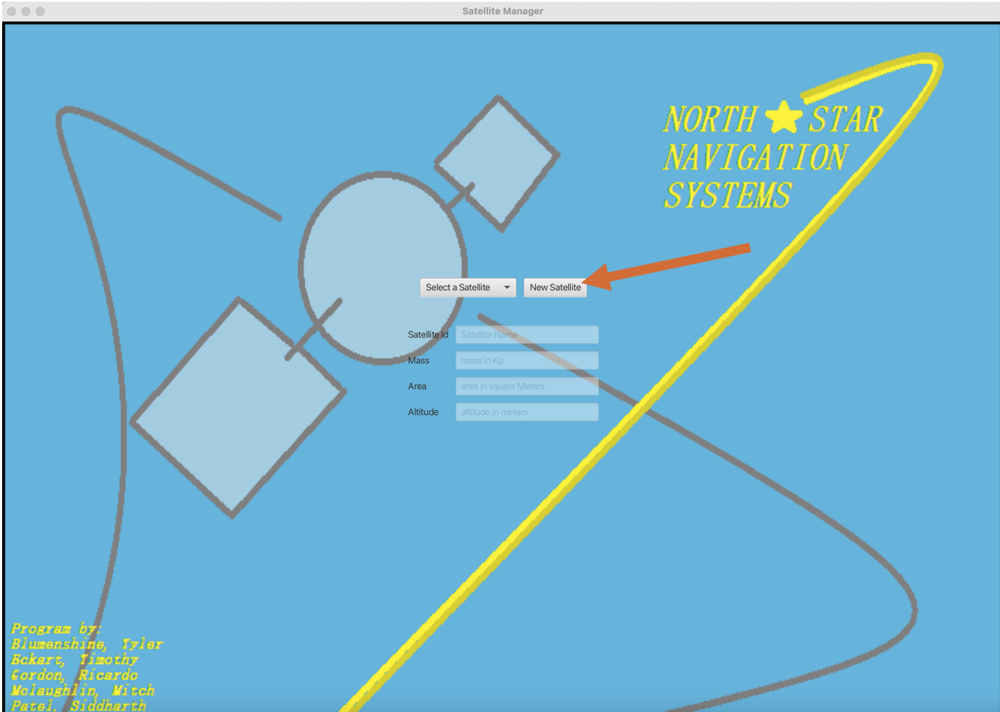 Satellite Manager
NORTH STAR
NAVIGATION
SYSTEMS
Select a Satellite
New Satellite
Satellite Id
Satellite Name
Mass
mass in Kg
Area
area in square Meters
Altitude
altitude in meters
Program by:
Blumenshine, Tyler
Eckart, Timothy
Gordon, Ricardo
Mclaughlin, Mitch
Patel, Siddharth